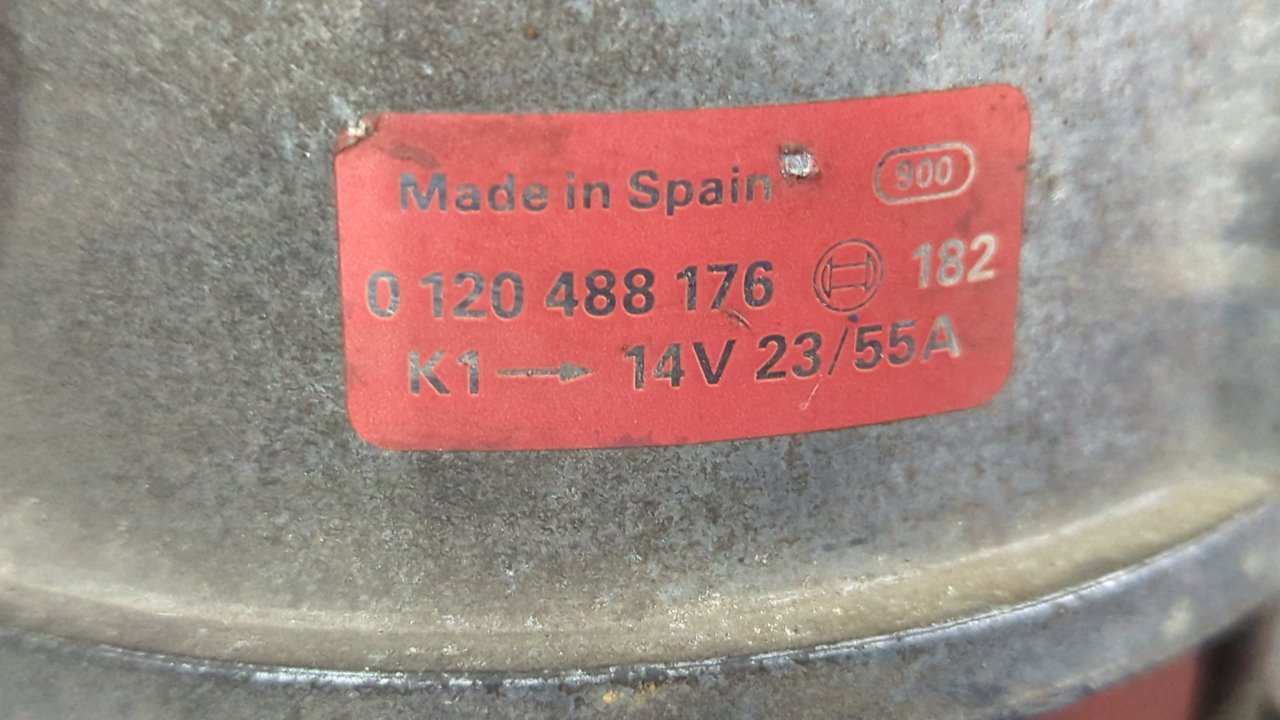 Made in Spain 900
0 120 488 176 182
K1 → 14V 23/55A